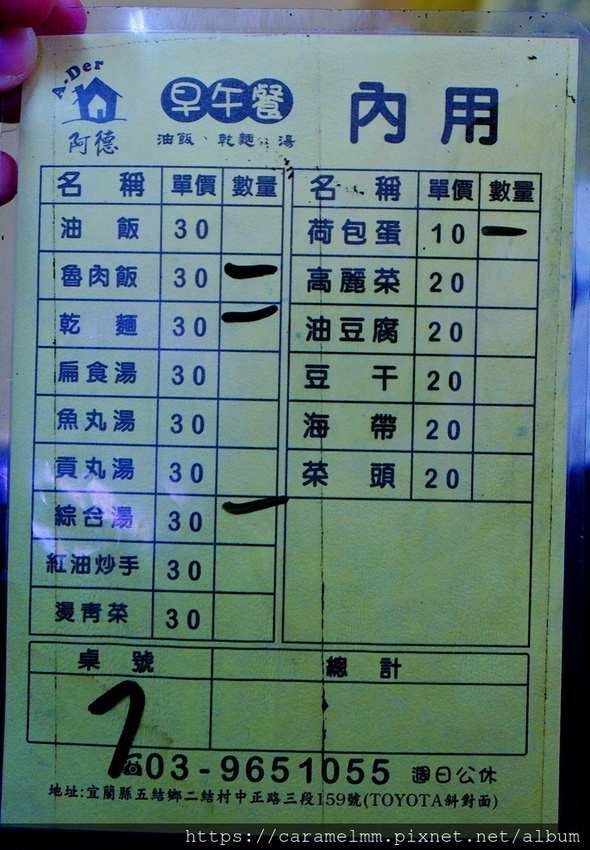 A-Der
阿德
早午餐
油飯、乾麵、湯
內用
名稱 單價 數量
油飯 30
魯肉飯 30 一
乾麵 30 一
扁食湯 30
魚丸湯 30
貢丸湯 30
綜合湯 30 一
紅油炒手 30
燙青菜 30
名稱 單價 數量
荷包蛋 10 一
高麗菜 20
油豆腐 20
豆干 20
海帶 20
菜頭 20
桌號 總計
7
☎03-9651055 週日公休
地址:宜蘭縣五結鄉二結村中正路三段159號(TOYOTA斜對面)
https://caramelmm.pixnet.net/album